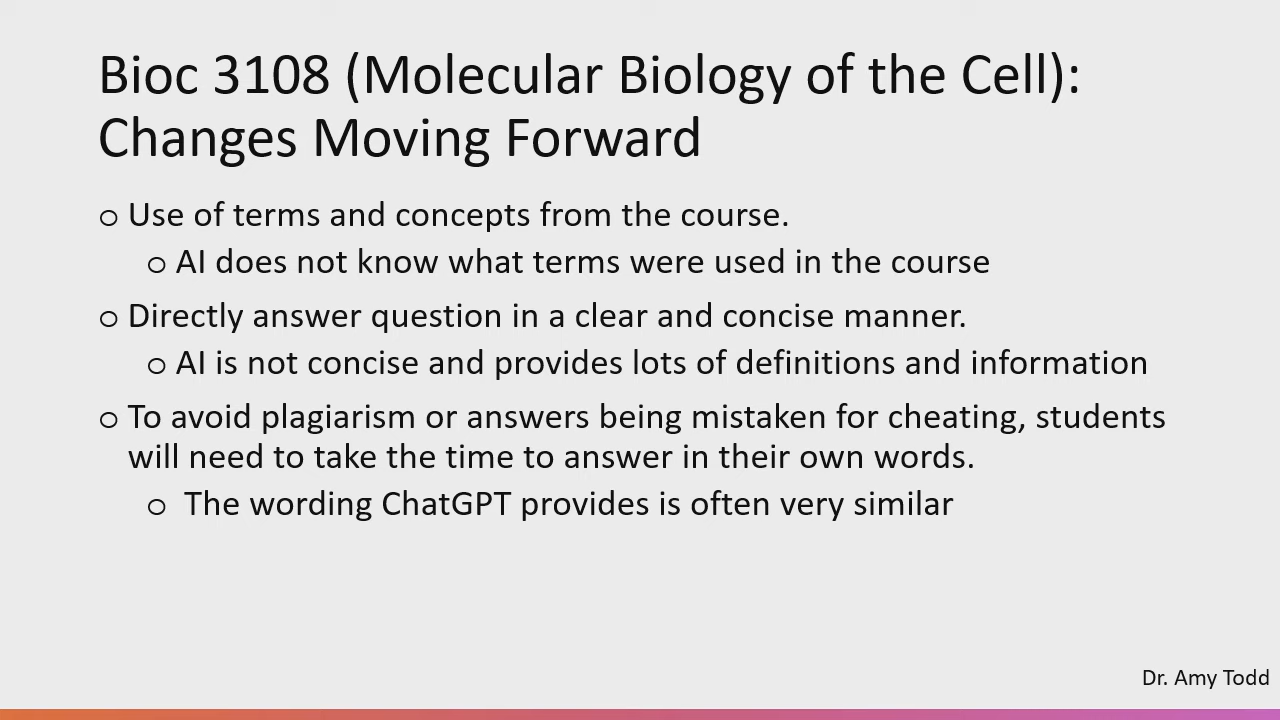 Bioc 3108 (Molecular Biology of the Cell):
Changes Moving Forward
o Use of terms and concepts from the course.
o AI does not know what terms were used in the course
o Directly answer question in a clear and concise manner.
o AI is not concise and provides lots of definitions and information
o To avoid plagiarism or answers being mistaken for cheating, students
will need to take the time to answer in their own words.
o The wording ChatGPT provides is often very similar
Dr. Amy Todd